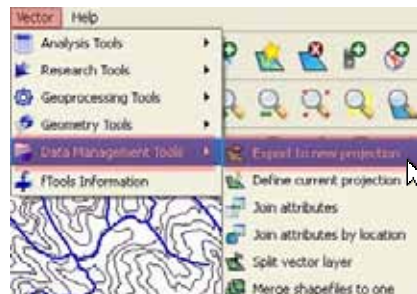 Vector Help
Analysis Tools
Research Tools
Geoprocessing Tools
Geometry Tools
Data Management Tools
fTools Information
Export to new projection
Define current projection
Join attributes
Join attributes by location
Split vector layer
Merge shapefiles to one